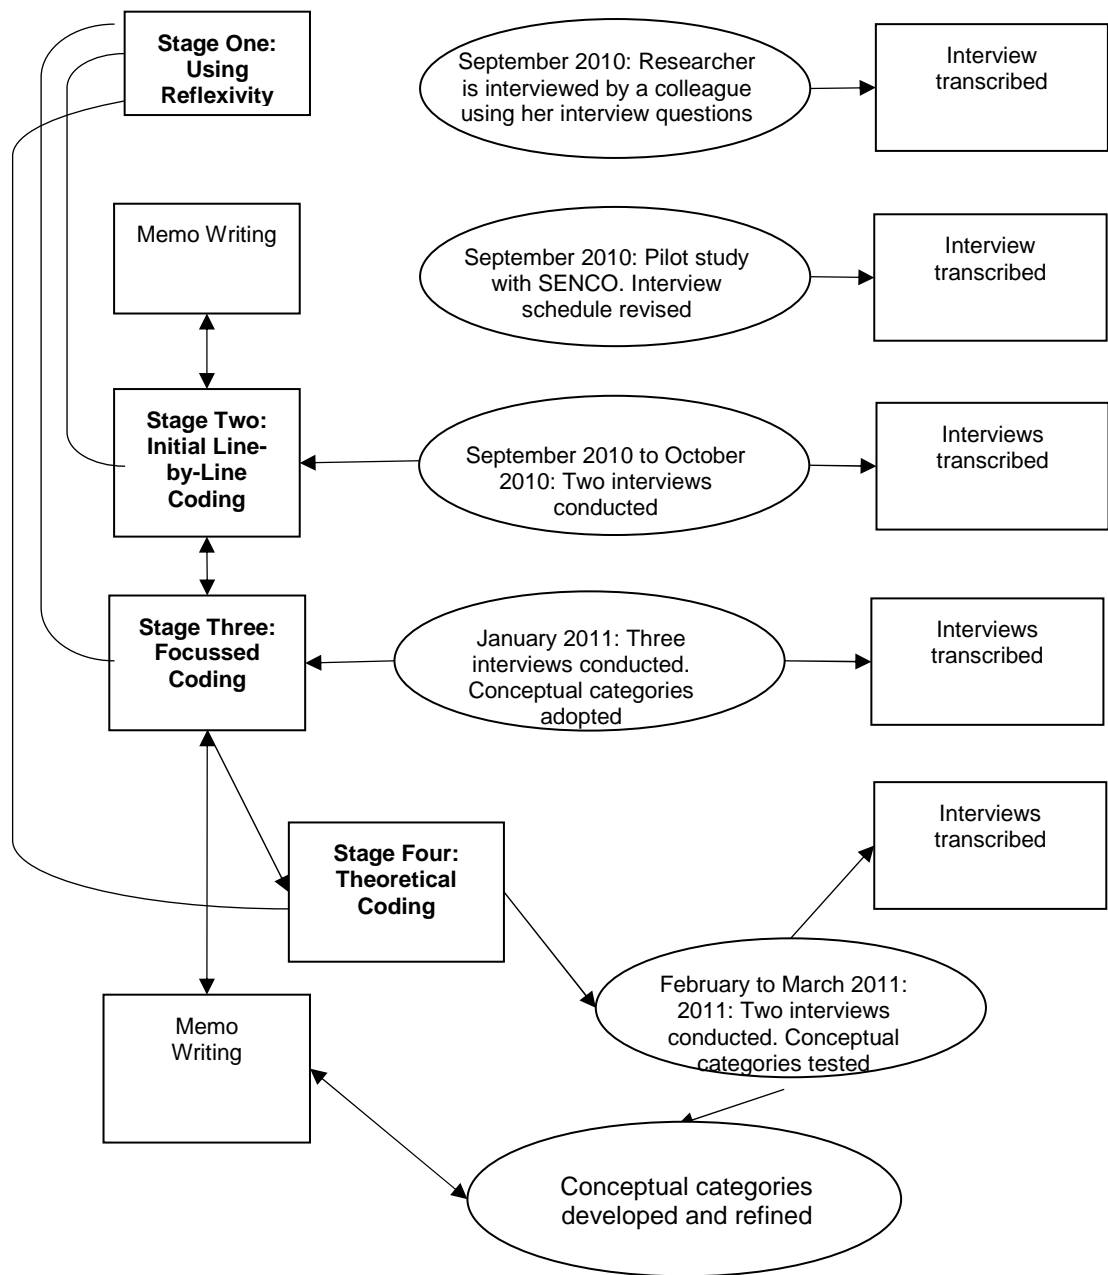 Stage One:
Using
Reflexivity
September 2010: Researcher
is interviewed by a colleague
using her interview questions
Interview
transcribed
Memo Writing
September 2010: Pilot study
with SENCO. Interview
schedule revised
Interview
transcribed
Stage Two:
Initial Line-
by-Line
Coding
September 2010 to October
2010: Two interviews
conducted
Interviews
transcribed
Stage Three:
Focussed
Coding
January 2011: Three
interviews conducted.
Conceptual categories
adopted
Interviews
transcribed
Stage Four:
Theoretical
Coding
Interviews
transcribed
February to March 2011:
2011: Two interviews
conducted. Conceptual
categories tested
Memo
Writing
Conceptual categories
developed and refined